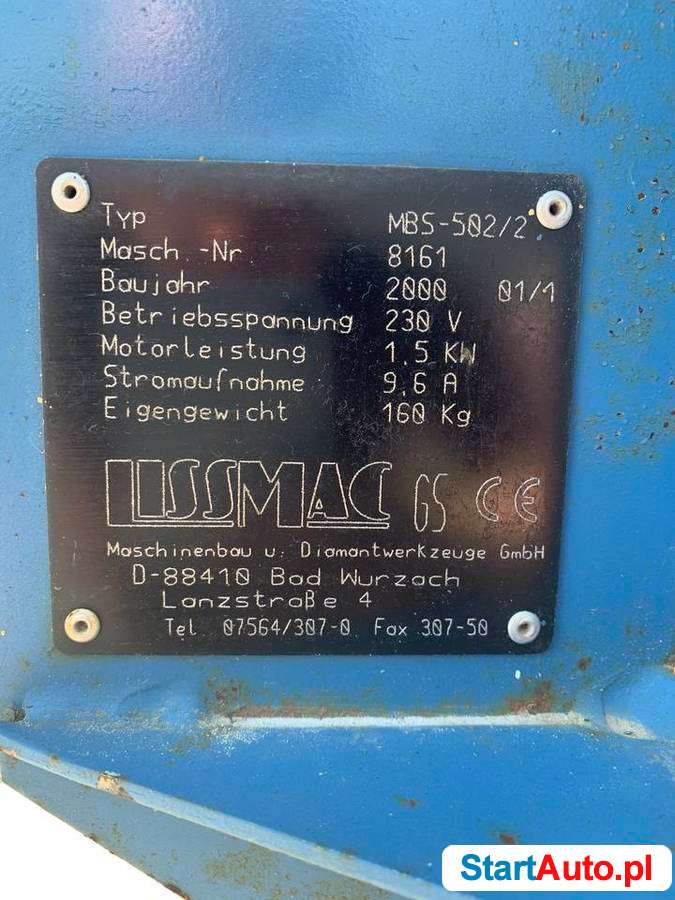 Typ MBS-502/2
Masch.-Nr 8161
Baujahr 2000 01/1
Betriebsspannung 230 V
Motorleistung 1.5 KW
Stromaufnahme 9,6 A
Eigengewicht 160 Kg
LISSMAC GS CE
Maschinenbau u. Diamantwerkzeuge GmbH
D-88410 Bad Wurzach
Lanzstraße 4
Tel 07564/307-0 Fax 307-50
StartAuto.pl